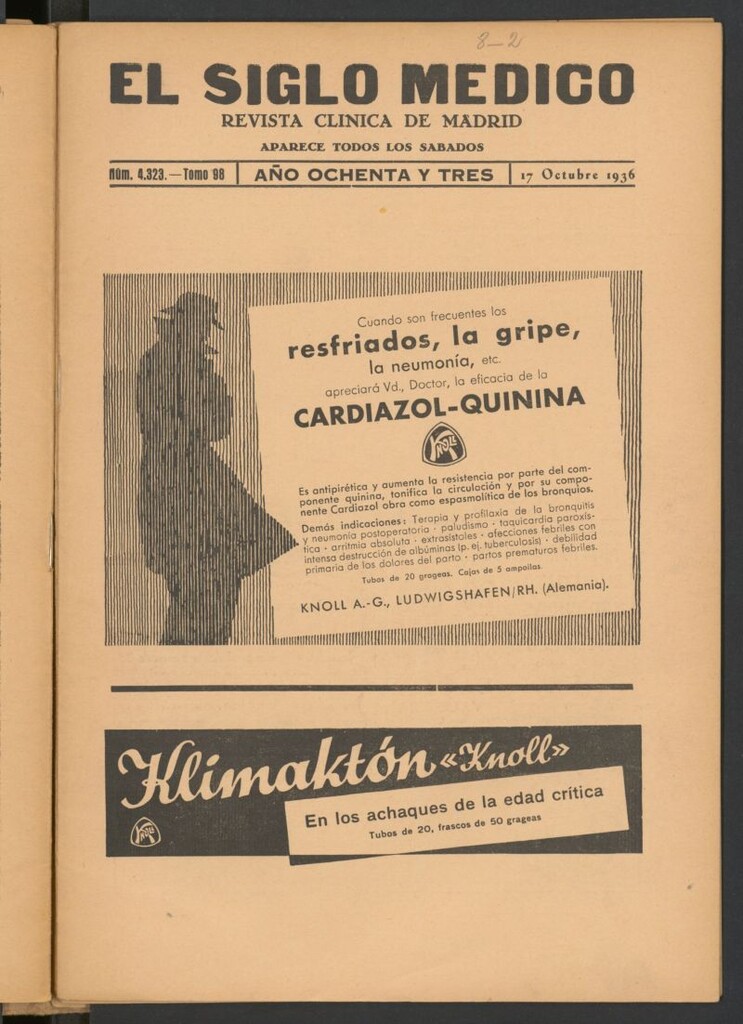 8-2
EL SIGLO MEDICO
REVISTA CLINICA DE MADRID
APARECE TODOS LOS SABADOS
Núm. 4.323.—Tomo 98 | AÑO OCHENTA Y TRES | 17 Octubre 1936
Cuando son frecuentes los
resfriados, la gripe,
la neumonía, etc.
apreciará Vd., Doctor, la eficacia de la
CARDIAZOL-QUININA
KNOLL
Es antipirética y aumenta la resistencia por parte del com-
ponente quinina, tonifica la circulación y por su compo-
nente Cardiazol obra como espasmolítica de los bronquios.
Demás indicaciones: Terapia y profilaxia de la bronquitis
y neumonía postoperatoria · paludismo · taquicardia paroxís-
tica · arritmia absoluta · extrasístoles · afecciones febriles con
intensa destrucción de albúminas (p. ej. tuberculosis) · debilidad
primaria de los dolores del parto · partos prematuros febriles.
Tubos de 20 grageas. Cajas de 5 ampollas.
KNOLL A.-G., LUDWIGSHAFEN/RH. (Alemania).
Klimaktón «Knoll»
En los achaques de la edad crítica
Tubos de 20, frascos de 50 grageas
KNOLL